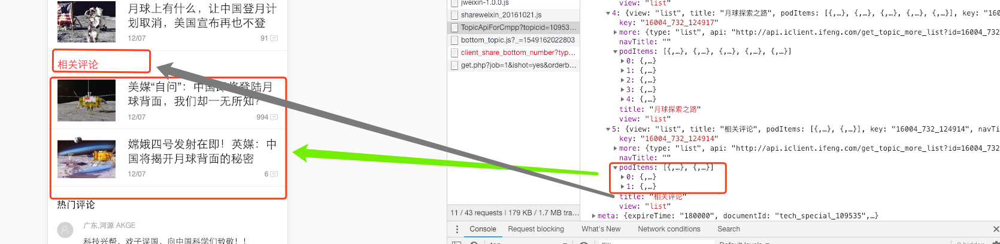 月球上有什么，让中国登月计
划取消，美国宣布再也不登
12/07
91
相关评论
美媒“自问”：中国
将登陆月
球背面，我们却一无所知？
12/07
994
嫦娥四号发射在即！英媒：中
国将揭开月球背面的秘密
12/07
6
热门评论
广东,河源 AKGE
科技兴帮，戏子误国，向中国科学们致敬！！
jweixin-1.0.0.js
shareweixin_20161021.js
TopicApiForCmpp?topicid=10953...
bottom_topic.js?_=1549162022803
client_share_bottom_number?typ...
get.php?job=1&ishot=yes&orderb...
11 / 43 requests | 179 KB / 1.7 MB tra...
view: "list"
4: {view: "list", title: "月球探索之路", podItems: [{,…}, {,…}, {,…}, {,…}, {,…}], key: "16
key: "16004_732_124917"
more: {type: "list", api: "http://api.iclient.ifeng.com/get_topic_more_list?id=16004_732
navTitle: ""
podItems: [{,…}, {,…}, {,…}, {,…}, {,…}]
0: {,…}
1: {,…}
2: {,…}
3: {,…}
4: {,…}
title: "月球探索之路"
view: "list"
5: {view: "list", title: "相关评论", podItems: [{,…}, {,…}], key: "16004_732_124914", navTi
key: "16004_732_124914"
more: {type: "list", api: "http://api.iclient.ifeng.com/get_topic_more_list?id=16004_732
navTitle: ""
podItems: [{,…}, {,…}]
0: {,…}
1: {,…}
title: "相关评论"
view: "list"
meta: {expireTime: "180000", documentId: "tech_special_109535",…}
Console
Request blocking
What's New
Network conditions
Search
top
Filter
Default levels